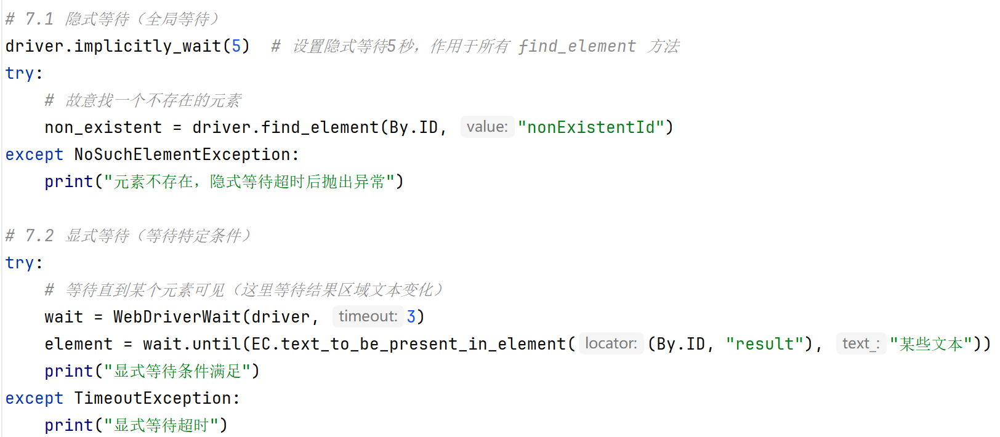 # 7.1 隐式等待（全局等待）
driver.implicitly_wait(5)  # 设置隐式等待5秒，作用于所有 find_element 方法
try:
    # 故意找一个不存在的元素
    non_existent = driver.find_element(By.ID, value: "nonExistentId")
except NoSuchElementException:
    print("元素不存在，隐式等待超时后抛出异常")

# 7.2 显式等待（等待特定条件）
try:
    # 等待直到某个元素可见（这里等待结果区域文本变化）
    wait = WebDriverWait(driver, timeout: 3)
    element = wait.until(EC.text_to_be_present_in_element( locator: (By.ID, "result"), text_: "某些文本"))
    print("显式等待条件满足")
except TimeoutException:
    print("显式等待超时")